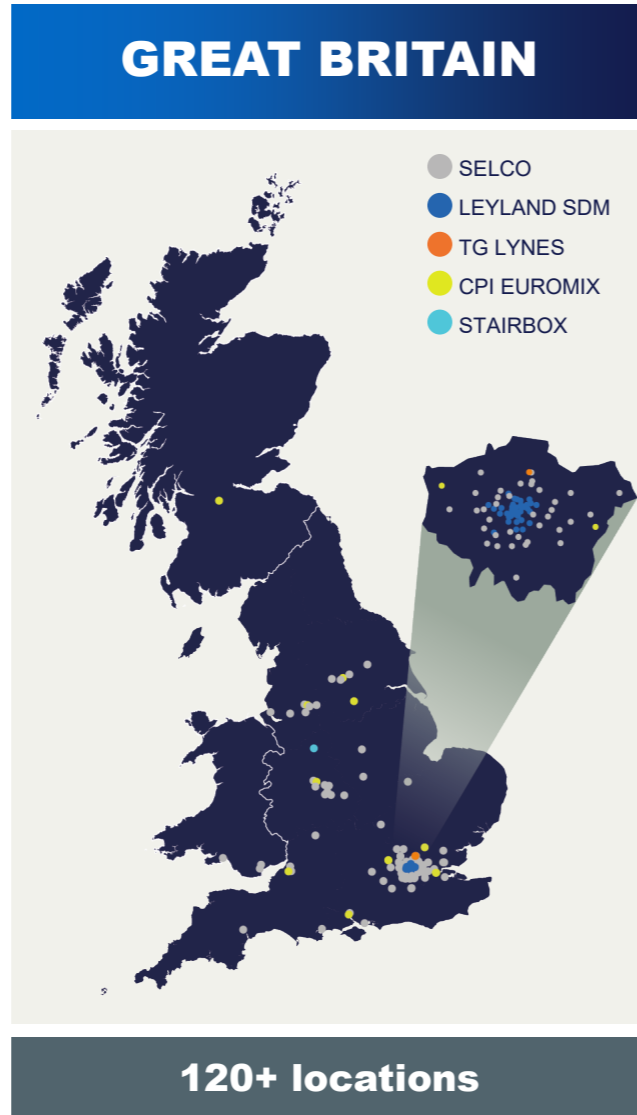 GREAT BRITAIN
SELCO
LEYLAND SDM
TG LYNES
CPI EUROMIX
STAIRBOX
120+ locations